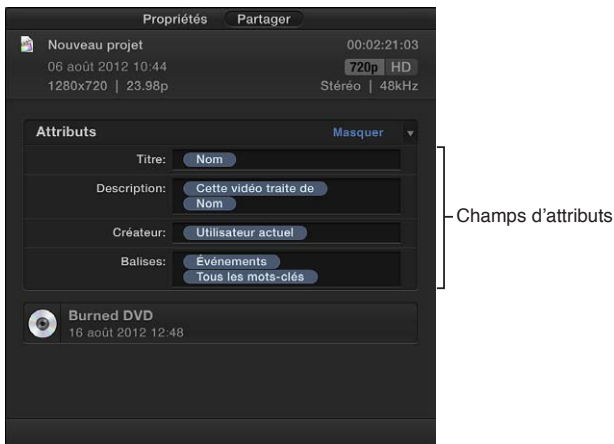 Propriétés Partager
Nouveau projet 00:02:21:03
06 août 2012 10:44 720p HD
1280x720 | 23.98p Stéréo | 48kHz
Attributs Masquer
Titre: Nom
Description: Cette vidéo traite de
Nom
Créateur: Utilisateur actuel
Balises: Événements
Tous les mots-clés
Champs d’attributs
Burned DVD
16 août 2012 12:48